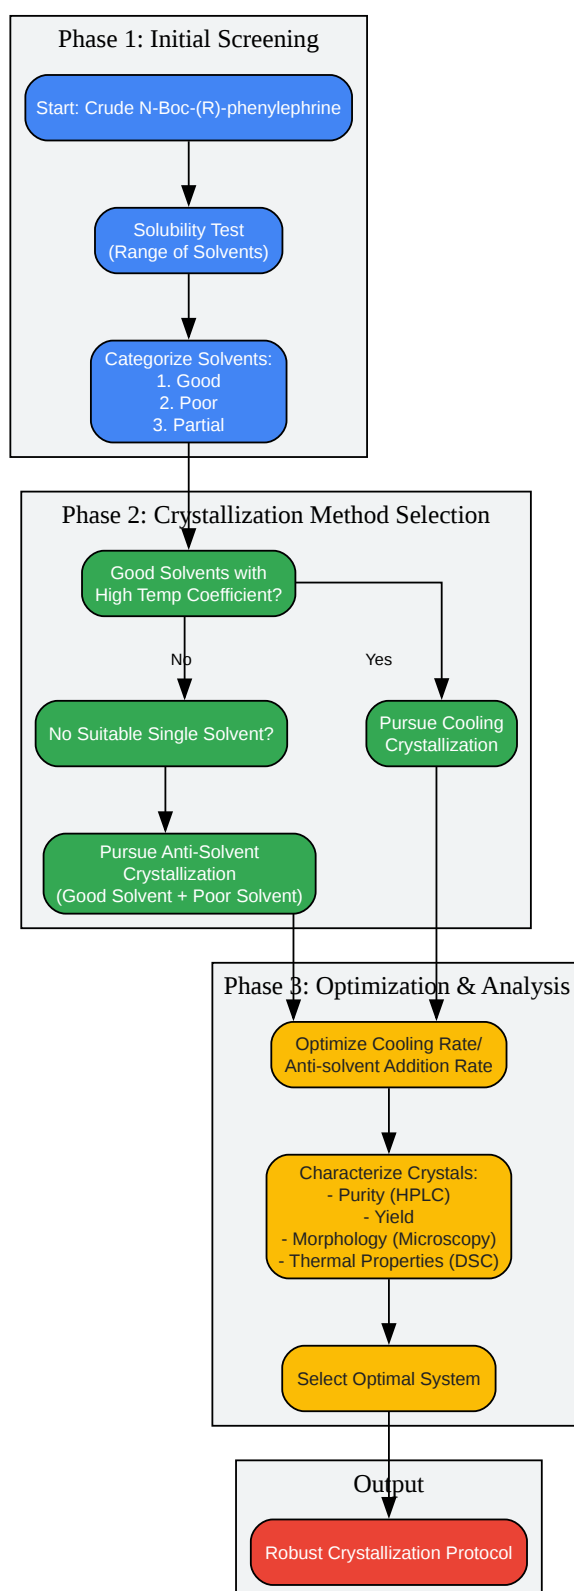 Phase 1: Initial Screening
Start: Crude N-Boc-(R)-phenylephrine
Solubility Test
(Range of Solvents)
Categorize Solvents:
1. Good
2. Poor
3. Partial
Phase 2: Crystallization Method Selection
Good Solvents with
High Temp Coefficient?
No
Yes
No Suitable Single Solvent?
Pursue Cooling
Crystallization
Pursue Anti-Solvent
Crystallization
(Good Solvent + Poor Solvent)
Phase 3: Optimization & Analysis
Optimize Cooling Rate/
Anti-solvent Addition Rate
Characterize Crystals:
- Purity (HPLC)
- Yield
- Morphology (Microscopy)
- Thermal Properties (DSC)
Select Optimal System
Output
Robust Crystallization Protocol